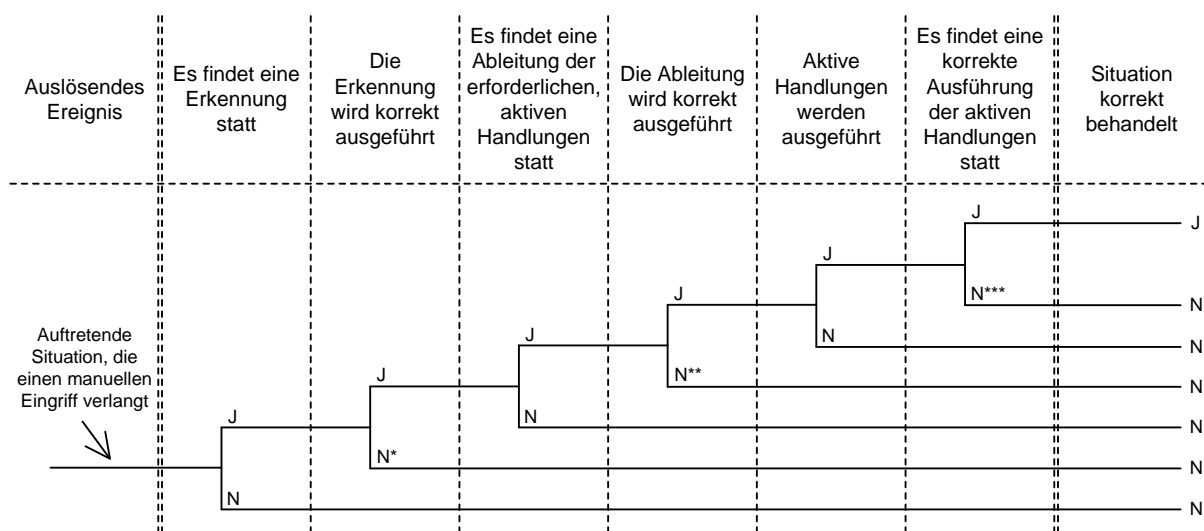 Auslösendes
Ereignis
Es findet eine
Erkennung
statt
Die
Erkennung
wird korrekt
ausgeführt
Es findet eine
Ableitung der
erforderlichen,
aktiven
Handlungen
statt
Die Ableitung
wird korrekt
ausgeführt
Aktive
Handlungen
werden
ausgeführt
Es findet eine
korrekte
Ausführung
der aktiven
Handlungen
statt
Situation
korrekt
behandelt
Auftretende
Situation, die
einen manuellen
Eingriff verlangt
J
N
J
N*
J
N
J
N**
J
N
J
N***
J
N
N
N
N
N
N